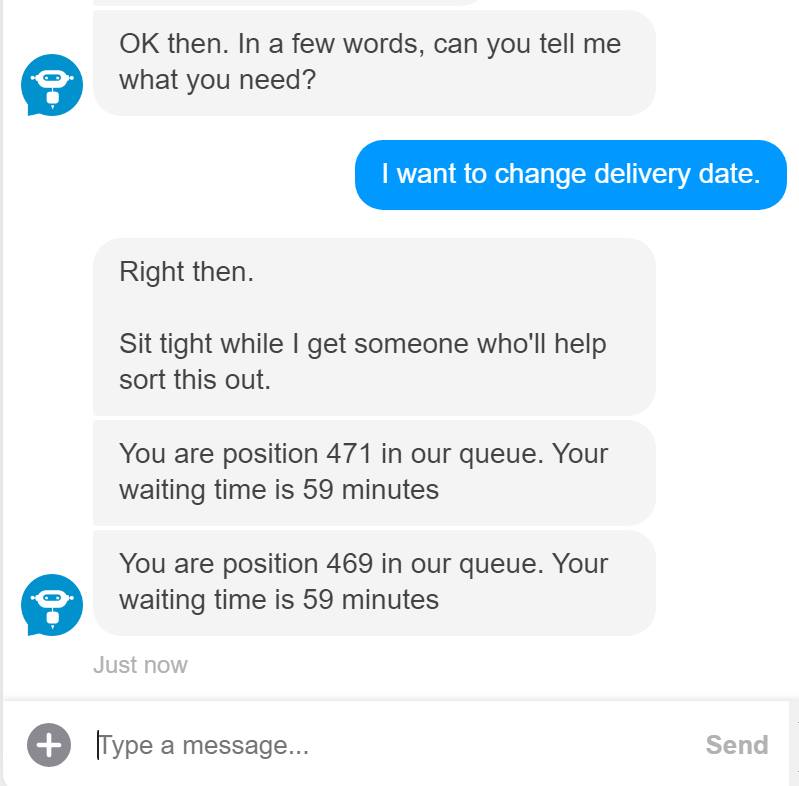 OK then. In a few words, can you tell me
what you need?
I want to change delivery date.
Right then.
Sit tight while I get someone who'll help
sort this out.
You are position 471 in our queue. Your
waiting time is 59 minutes
You are position 469 in our queue. Your
waiting time is 59 minutes
Just now
Type a message...
Send